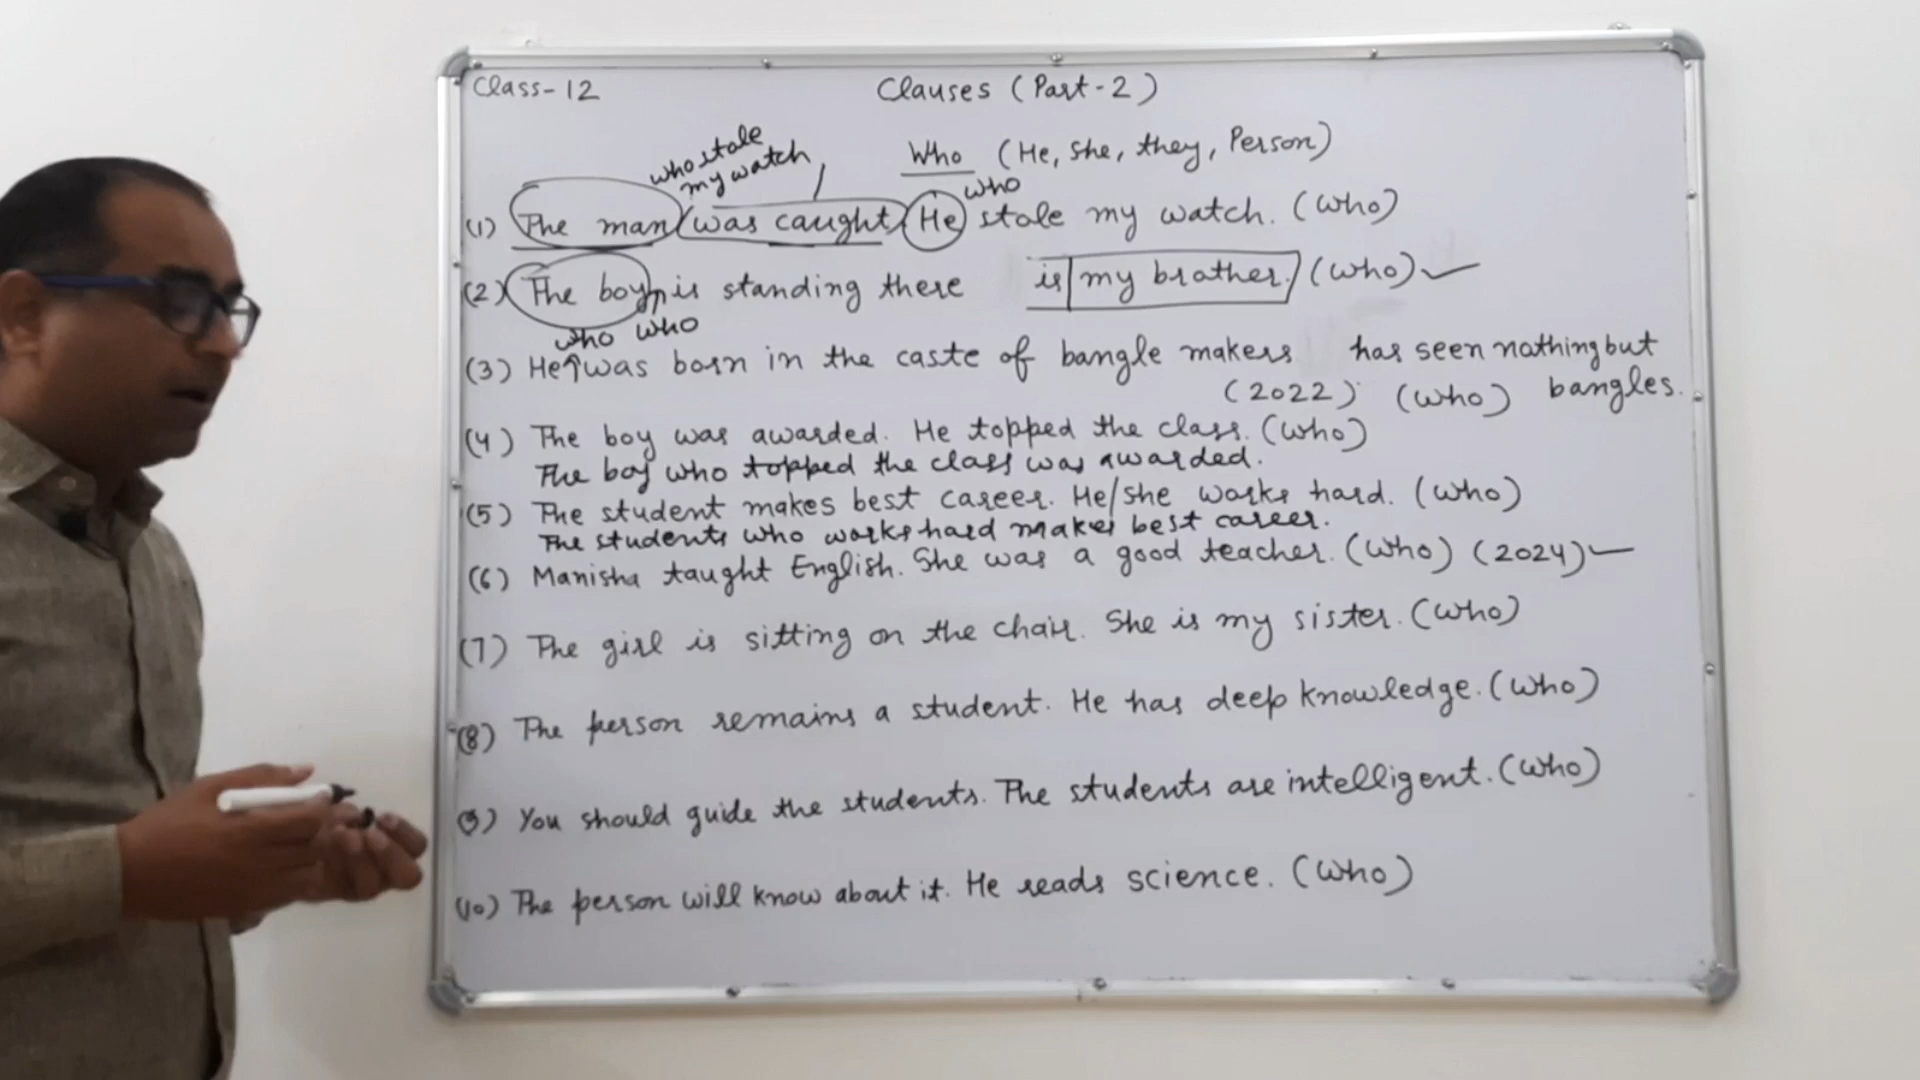 Class-12
Clauses (Part-2)
Who (He, She, they, Person)
who stole
my watch
who
(1) The man was caught He stole my watch. (Who)
(2) The boy is standing there is my brother. (Who)
who who
(3) He was born in the caste of bangle makers has seen nothing but
(2022) (Who) bangles.
(4) The boy was awarded. He topped the class. (Who)
The boy who topped the class was awarded.
(5) The student makes best career. He/She works hard. (Who)
The students who works hard makes best career.
(6) Manisha taught English. She was a good teacher. (Who) (2024)
(7) The girl is sitting on the chair. She is my sister. (Who)
(8) The person remains a student. He has deep knowledge. (Who)
(9) You should guide the students. The students are intelligent. (Who)
(10) The person will know about it. He reads science. (Who)